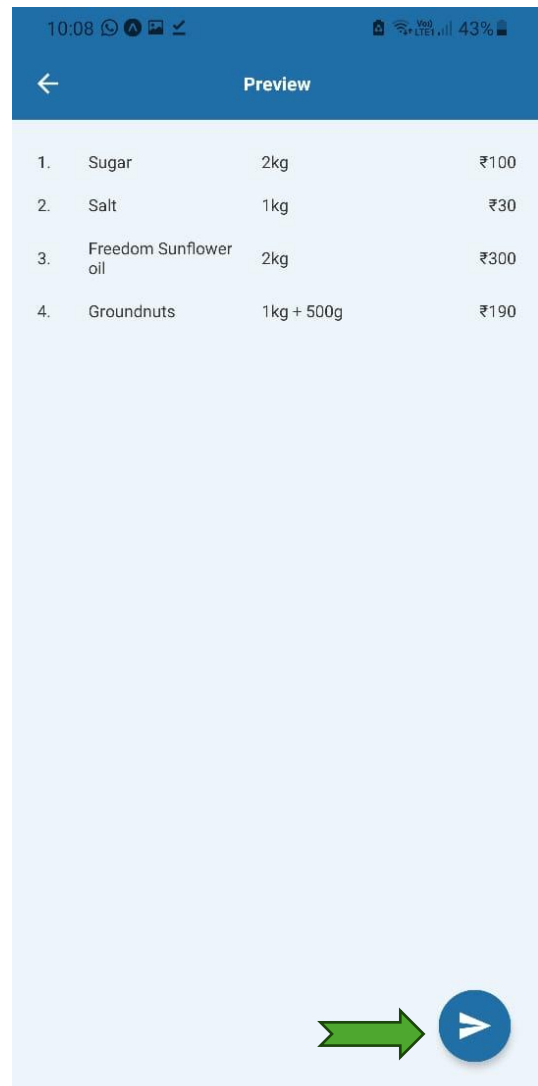 10:08 43%
Preview
1. Sugar 2kg ₹100
2. Salt 1kg ₹30
3. Freedom Sunflower oil 2kg ₹300
4. Groundnuts 1kg + 500g ₹190